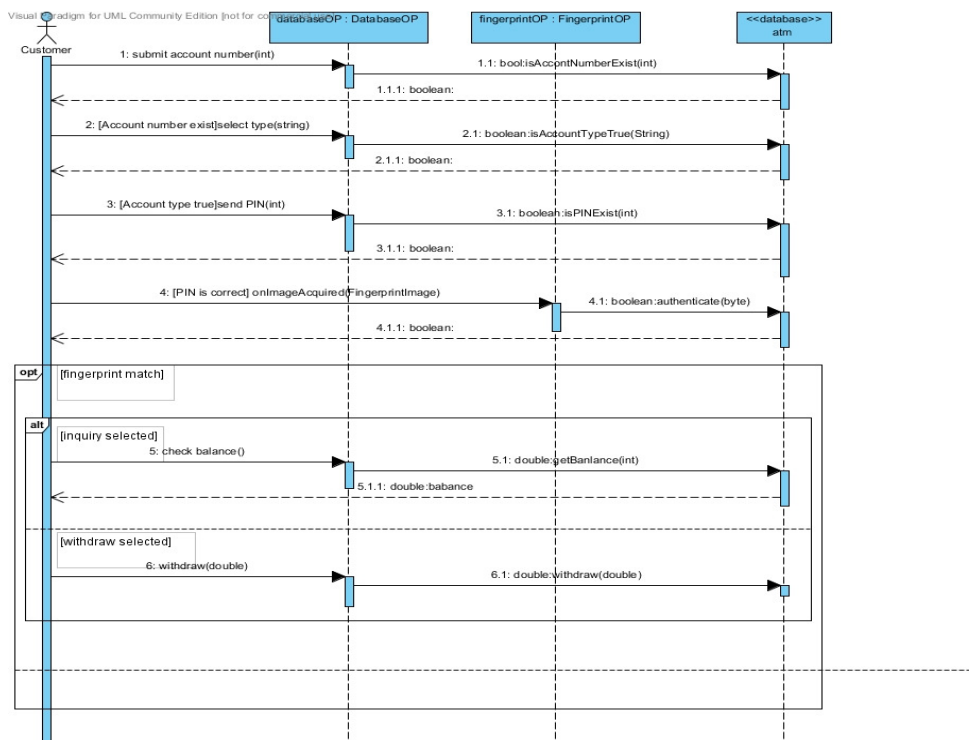 Visual Paradigm for UML Community Edition [not for
databaseOP : DatabaseOP
fingerprintOP : FingerprintOP
<<database>>
atm
Customer
1: submit account number(int)
1.1: bool:isAccontNumberExist(int)
1.1.1: boolean:
2: [Account number exist]select type(string)
2.1: boolean:isAccountTypeTrue(String)
2.1.1: boolean:
3: [Account type true]send PIN(int)
3.1: boolean:isPINExist(int)
3.1.1: boolean:
4: [PIN is correct] onImageAcquired(FingerprintImage)
4.1: boolean:authenticate(byte)
4.1.1: boolean:
opt
[fingerprint match]
alt
[inquiry selected]
5: check balance()
5.1: double:getBanlance(int)
5.1.1: double:babance
[withdraw selected]
6: withdraw(double)
6.1: double:withdraw(double)